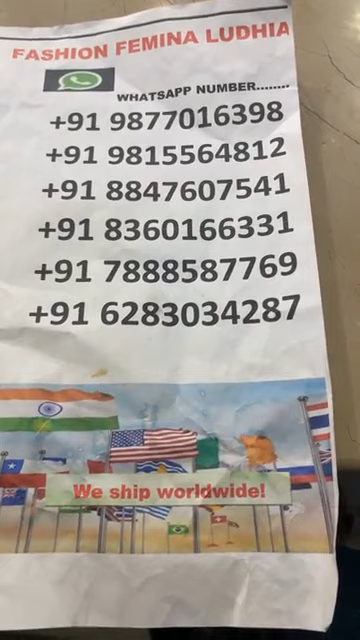 FASHION FEMINA LUDHIA
WHATSAPP NUMBER........
+91 9877016398
+91 9815564812
+91 8847607541
+91 8360166331
+91 7888587769
+91 6283034287
We ship worldwide!